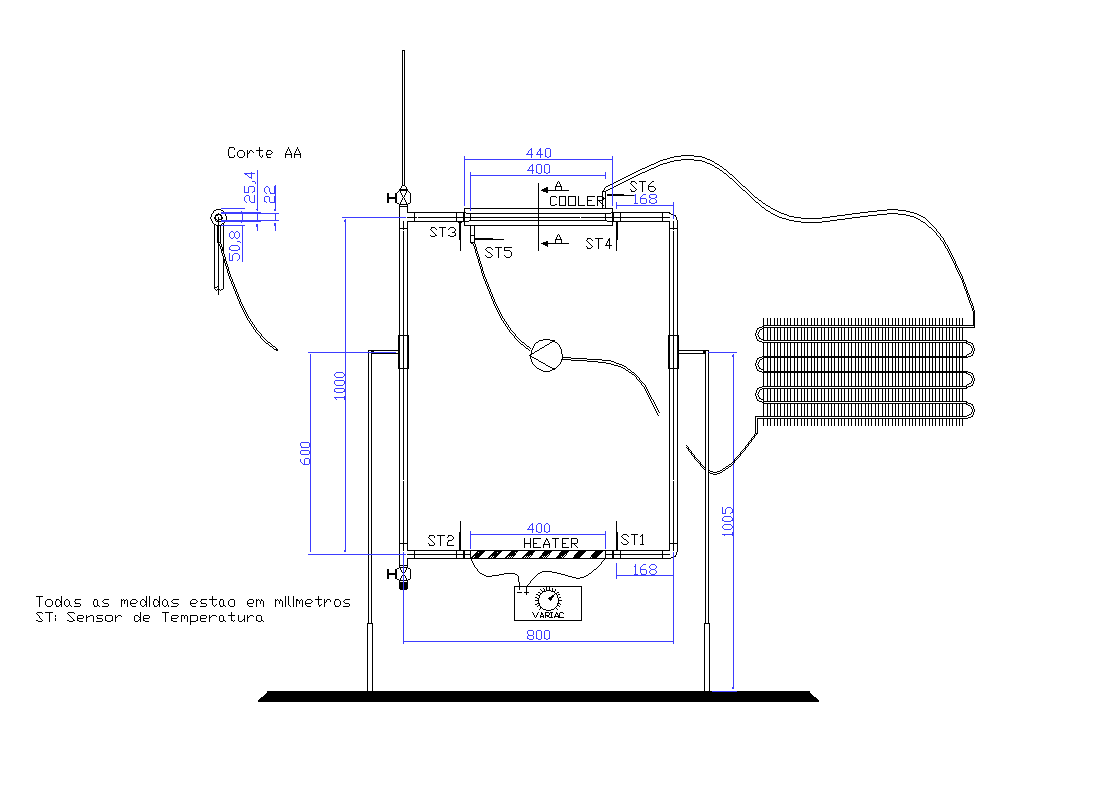 Corte AA
25,4
22
50,8
440
400
A
COOLER
ST6
168
ST3
ST5
A
ST4
1000
600
1005
400
ST2
HEATER
ST1
168
- +
VARIAC
800
Todas as medidas estao em milimetros
ST: Sensor de Temperatura